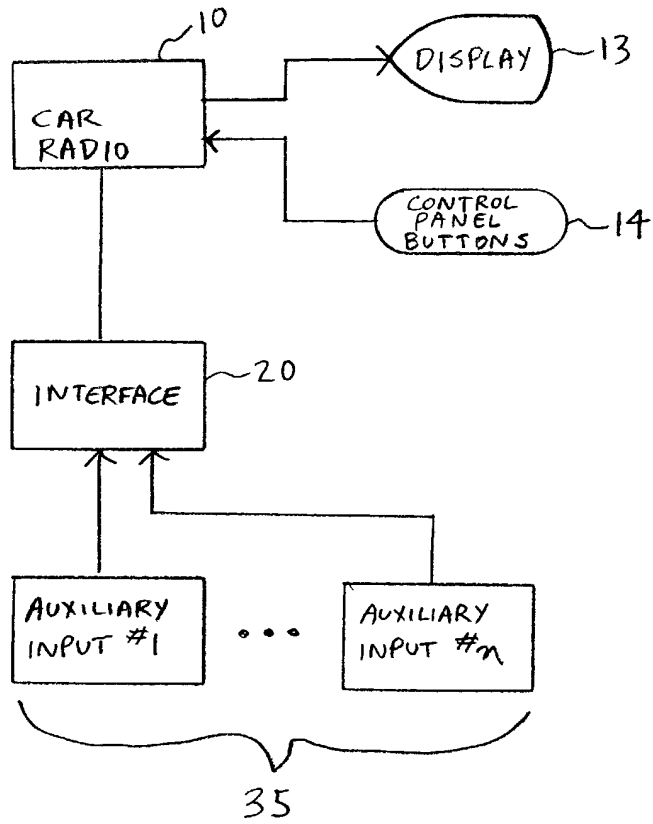 10
DISPLAY
13
CAR
RADIO
CONTROL
PANEL
BUTTONS
14
INTERFACE
20
AUXILIARY
INPUT #1
AUXILIARY
INPUT #n
35